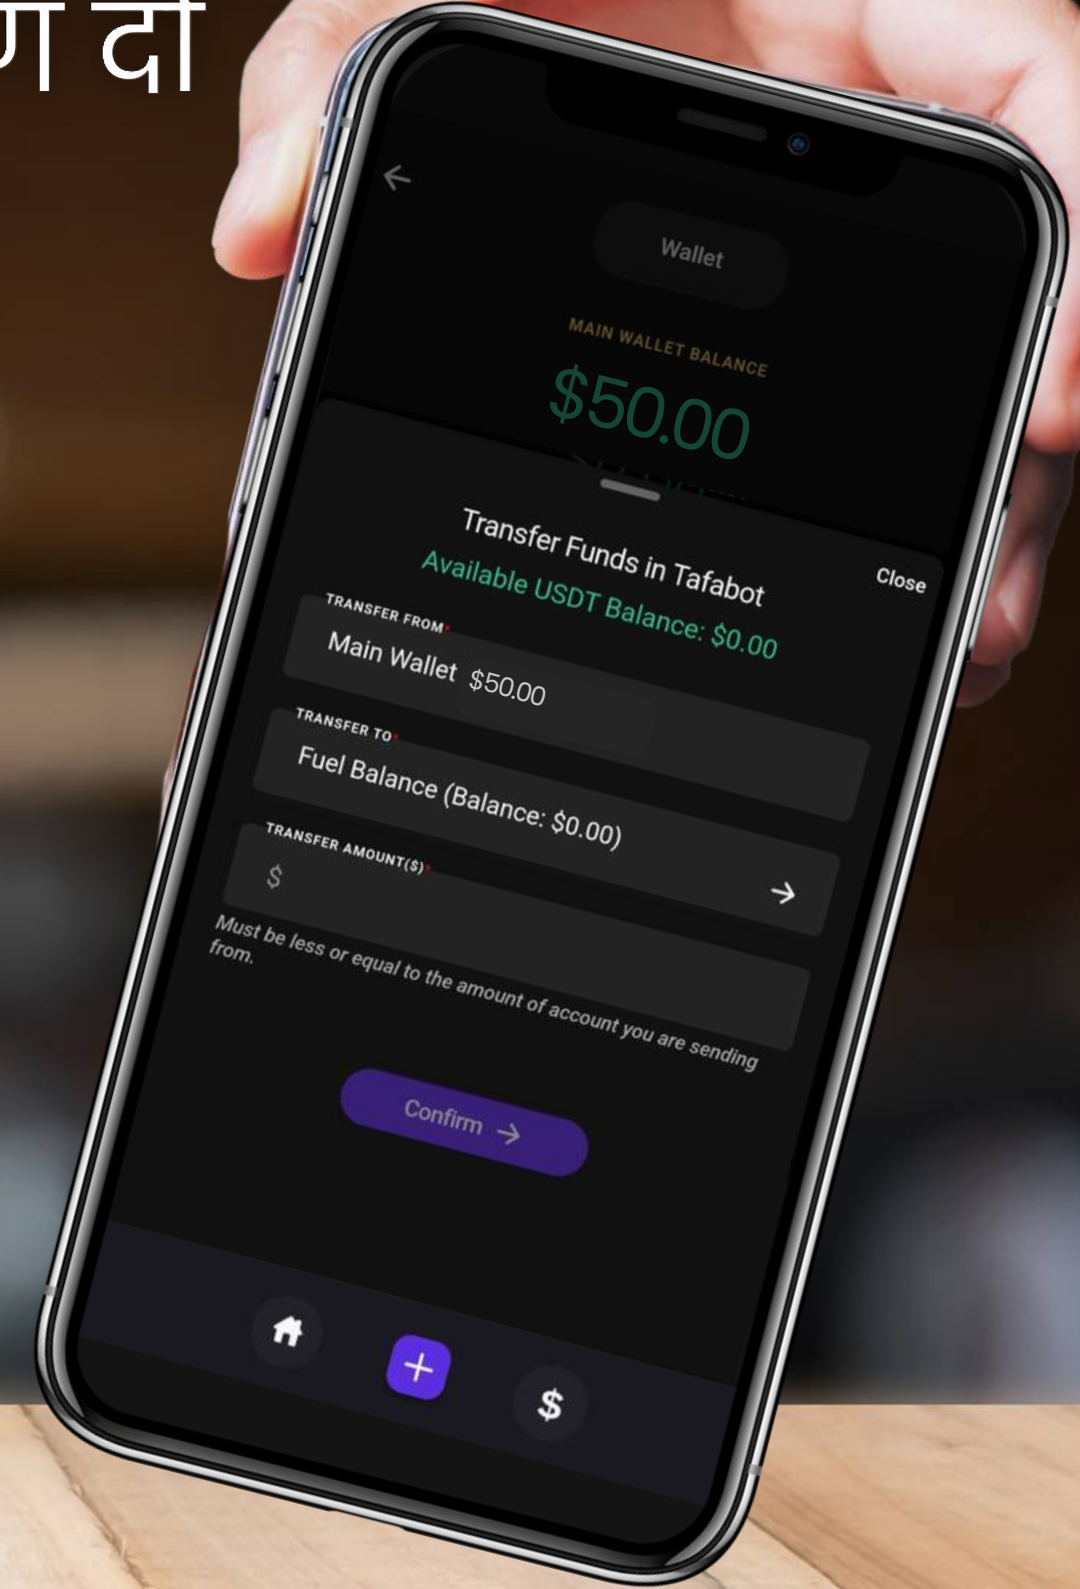 ण दो
Wallet
MAIN WALLET BALANCE
$50.00
Transfer Funds in Tafabot
Close
Available USDT Balance: $0.00
TRANSFER FROM*
Main Wallet $50.00
TRANSFER TO*
Fuel Balance (Balance: $0.00)
TRANSFER AMOUNT($)*
$
Must be less or equal to the amount of account you are sending
from.
Confirm
$